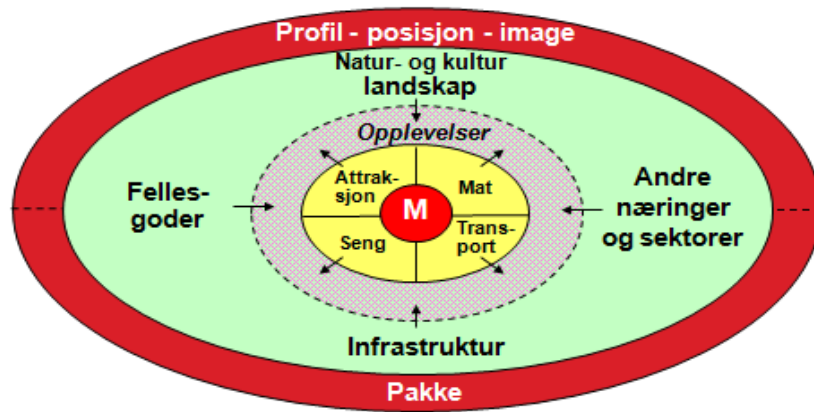 Profil - posisjon - image
Natur- og kultur
landskap
Opplevelser
Attrak-
sjon
Mat
M
Seng
Trans-
port
Felles-
goder
Andre
næringer
og sektorer
Infrastruktur
Pakke